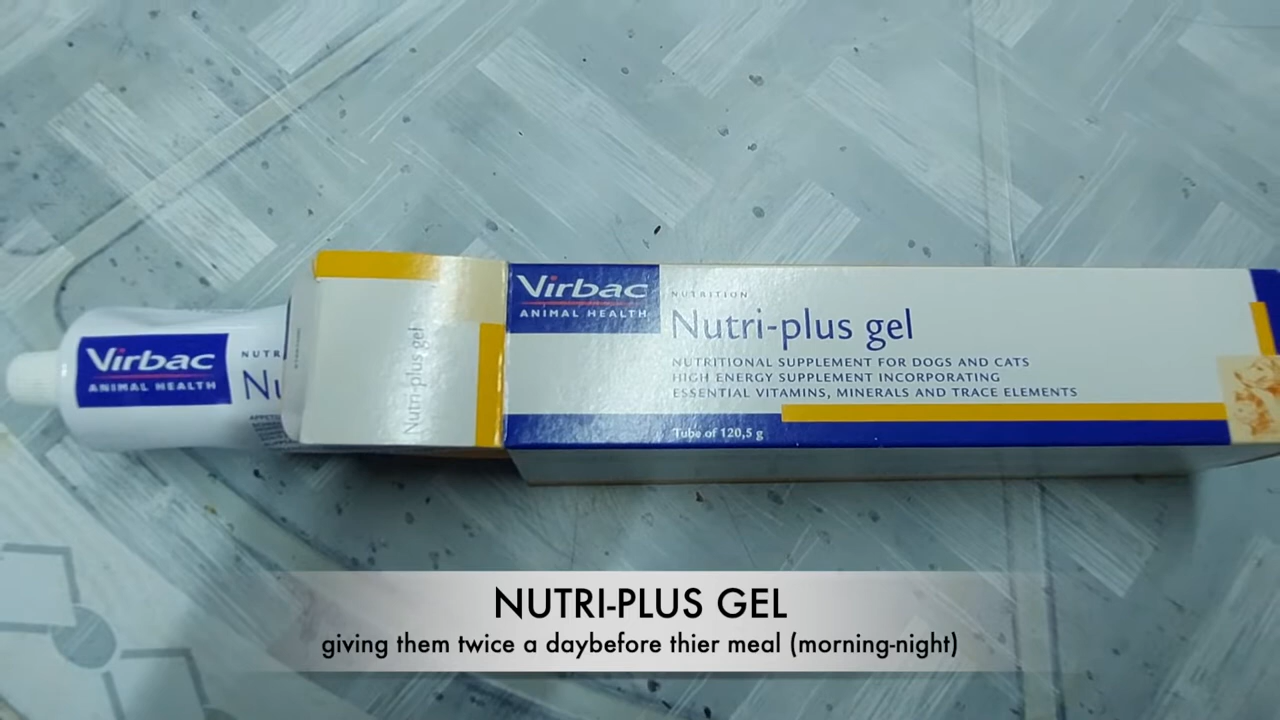 Virbac
ANIMAL HEALTH
NUTR
Nu
Nutri-plus gel
Virbac
ANIMAL HEALTH
NUTRITION
Nutri-plus gel
NUTRITIONAL SUPPLEMENT FOR DOGS AND CATS
HIGH ENERGY SUPPLEMENT INCORPORATING
ESSENTIAL VITAMINS, MINERALS AND TRACE ELEMENTS
Tube of 120,5 g
NUTRI-PLUS GEL
giving them twice a daybefore thier meal (morning-night)